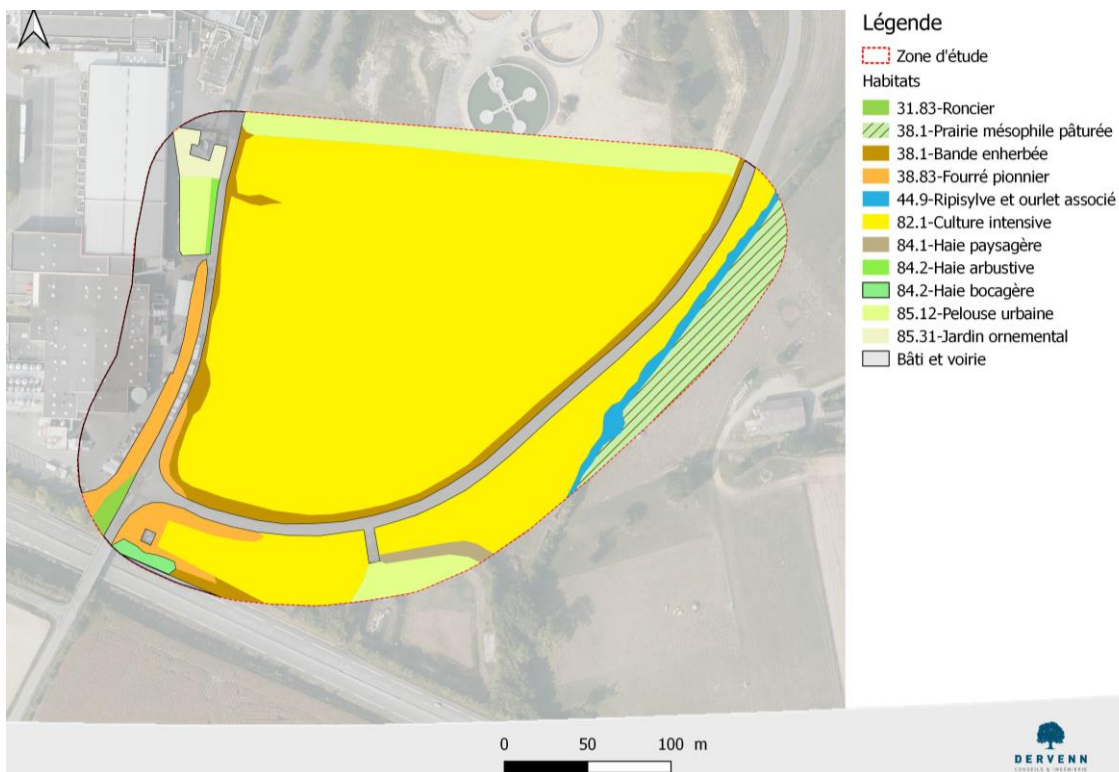 Légende
Zone d'étude
Habitats
31.83-Roncier
38.1-Prairie mésophile pâturée
38.1-Bande enherbée
38.83-Fourré pionnier
44.9-Ripisylve et ourlet associé
82.1-Culture intensive
84.1-Haie paysagère
84.2-Haie arbustive
84.2-Haie bocagère
85.12-Pelouse urbaine
85.31-Jardin ornemental
Bâti et voirie
0 50 100 m
DERVENN
CONSEILS & INGÉNIERIE